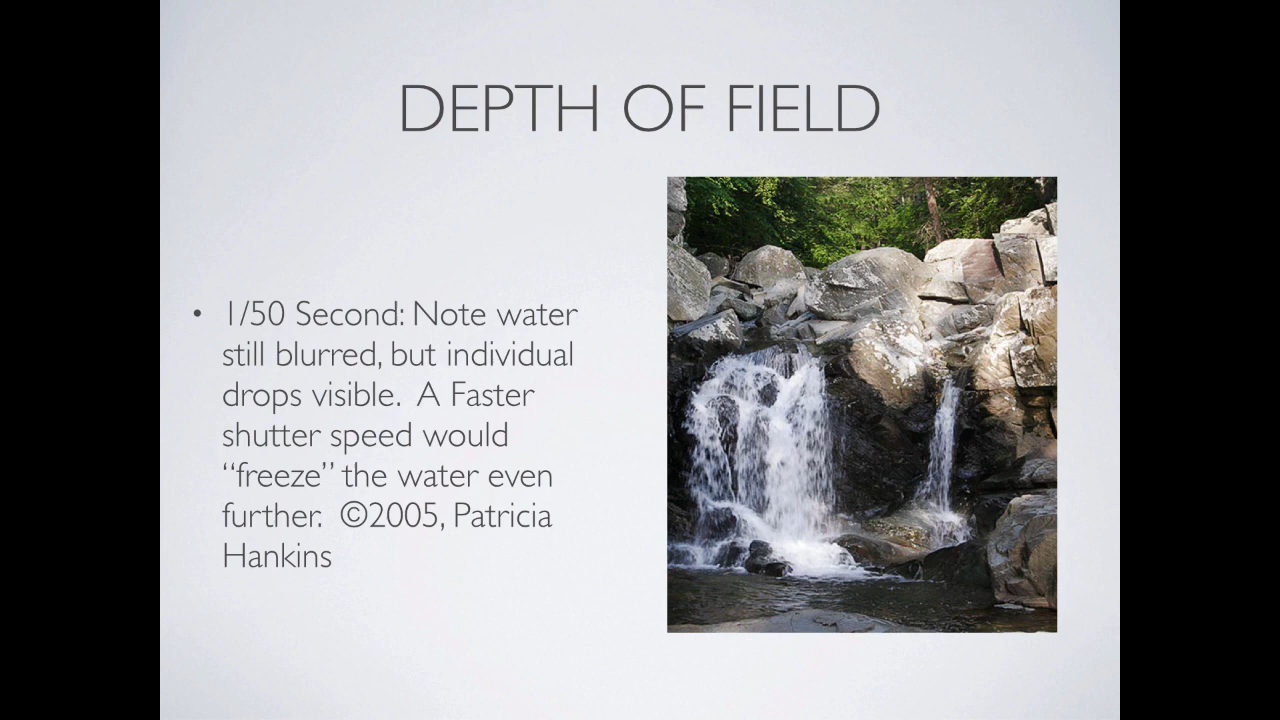 DEPTH OF FIELD
• 1/50 Second: Note water
still blurred, but individual
drops visible.  A Faster
shutter speed would
“freeze” the water even
further.  ©2005, Patricia
Hankins